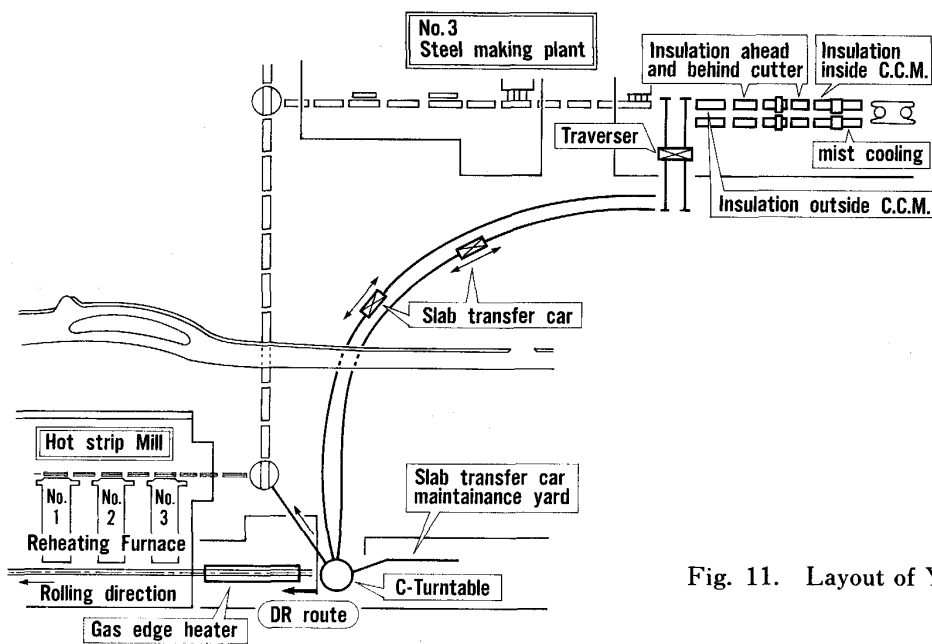 No.3
Steel making plant
Insulation ahead
and behind cutter
Insulation
inside C.C.M.
Traverser
mist cooling
Insulation outside C.C.M.
Slab transfer car
Hot strip Mill
Slab transfer car
maintainance yard
No.
1
No.
2
No.
3
Reheating Furnace
Rolling direction
C-Turntable
DR route
Gas edge heater
Fig. 11. Layout of Y